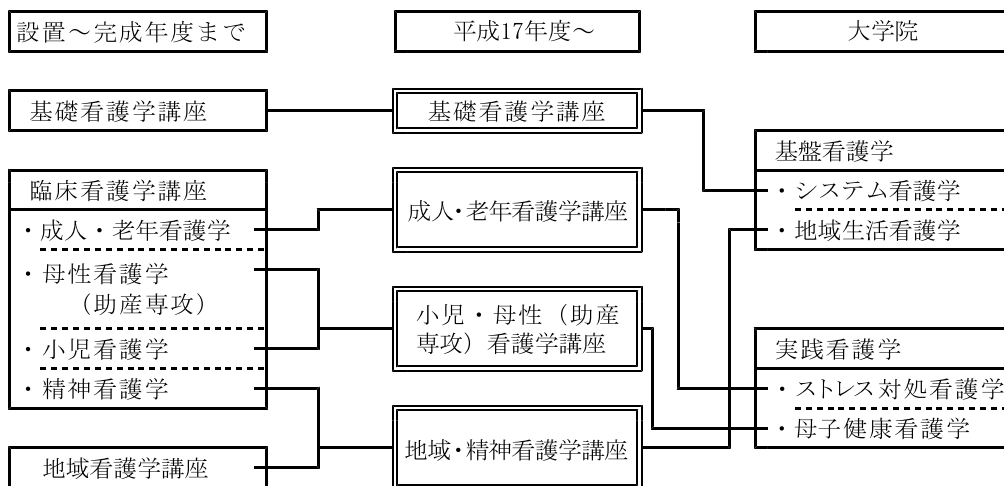 設置～完成年度まで
平成17年度～
大学院
基礎看護学講座
基礎看護学講座
基盤看護学
・システム看護学
・地域生活看護学
臨床看護学講座
・成人・老年看護学
・母性看護学
（助産専攻）
・小児看護学
・精神看護学
成人・老年看護学講座
小児・母性（助産
専攻）看護学講座
実践看護学
・ストレス対処看護学
・母子健康看護学
地域看護学講座
地域・精神看護学講座